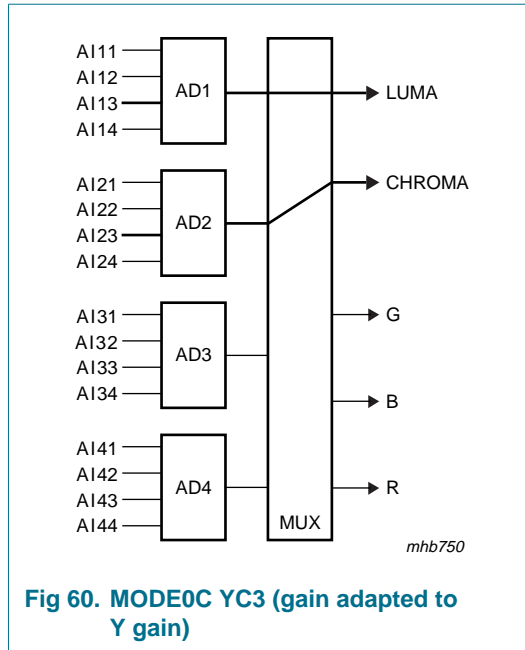 AI11
AI12
AI13
AI14
AD1
LUMA
AI21
AI22
AI23
AI24
AD2
CHROMA
AI31
AI32
AI33
AI34
AD3
G
B
AI41
AI42
AI43
AI44
AD4
R
MUX
mhb750
Fig 60. MODE0C YC3 (gain adapted to
Y gain)